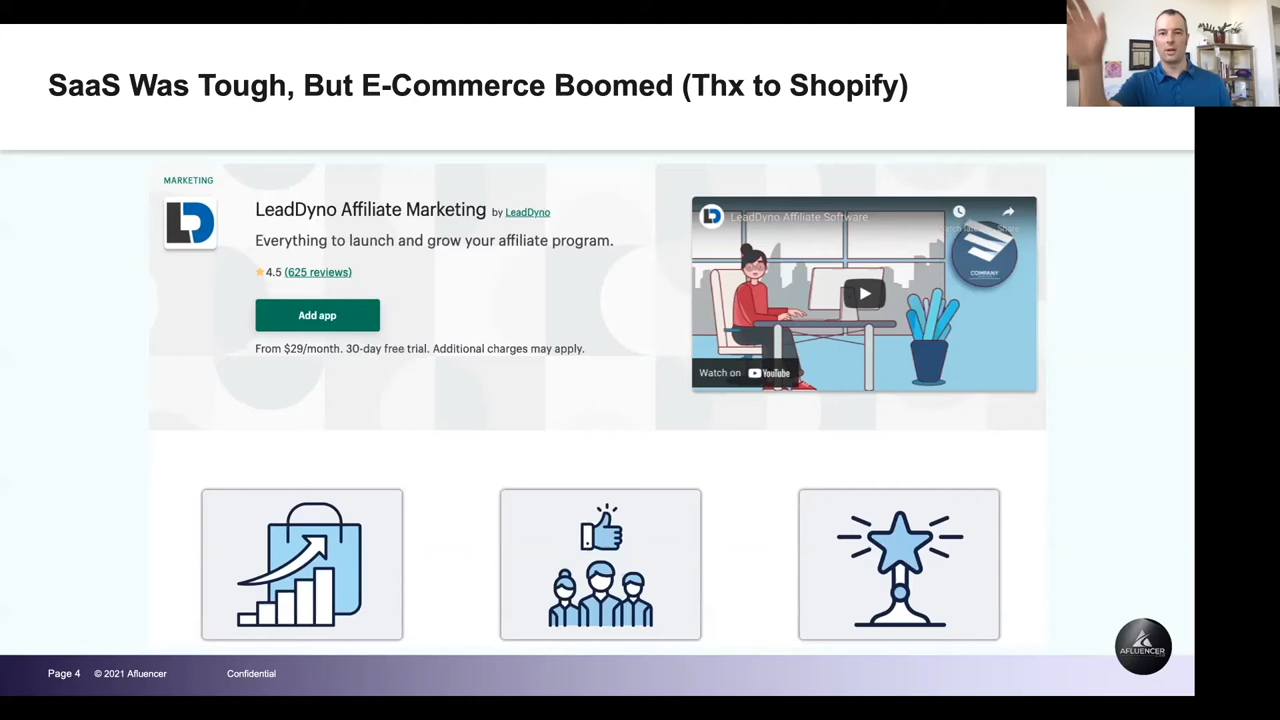 SaaS Was Tough, But E-Commerce Boomed (Thx to Shopify)
MARKETING
LD
LeadDyno Affiliate Marketing by LeadDyno
Everything to launch and grow your affiliate program.
4.5 (625 reviews)
Add app
From $29/month. 30-day free trial. Additional charges may apply.
LeadDyno Affiliate Software
Share
COMPANY
Watch on YouTube
AFLUENCER
Page 4 © 2021 Afluencer Confidential